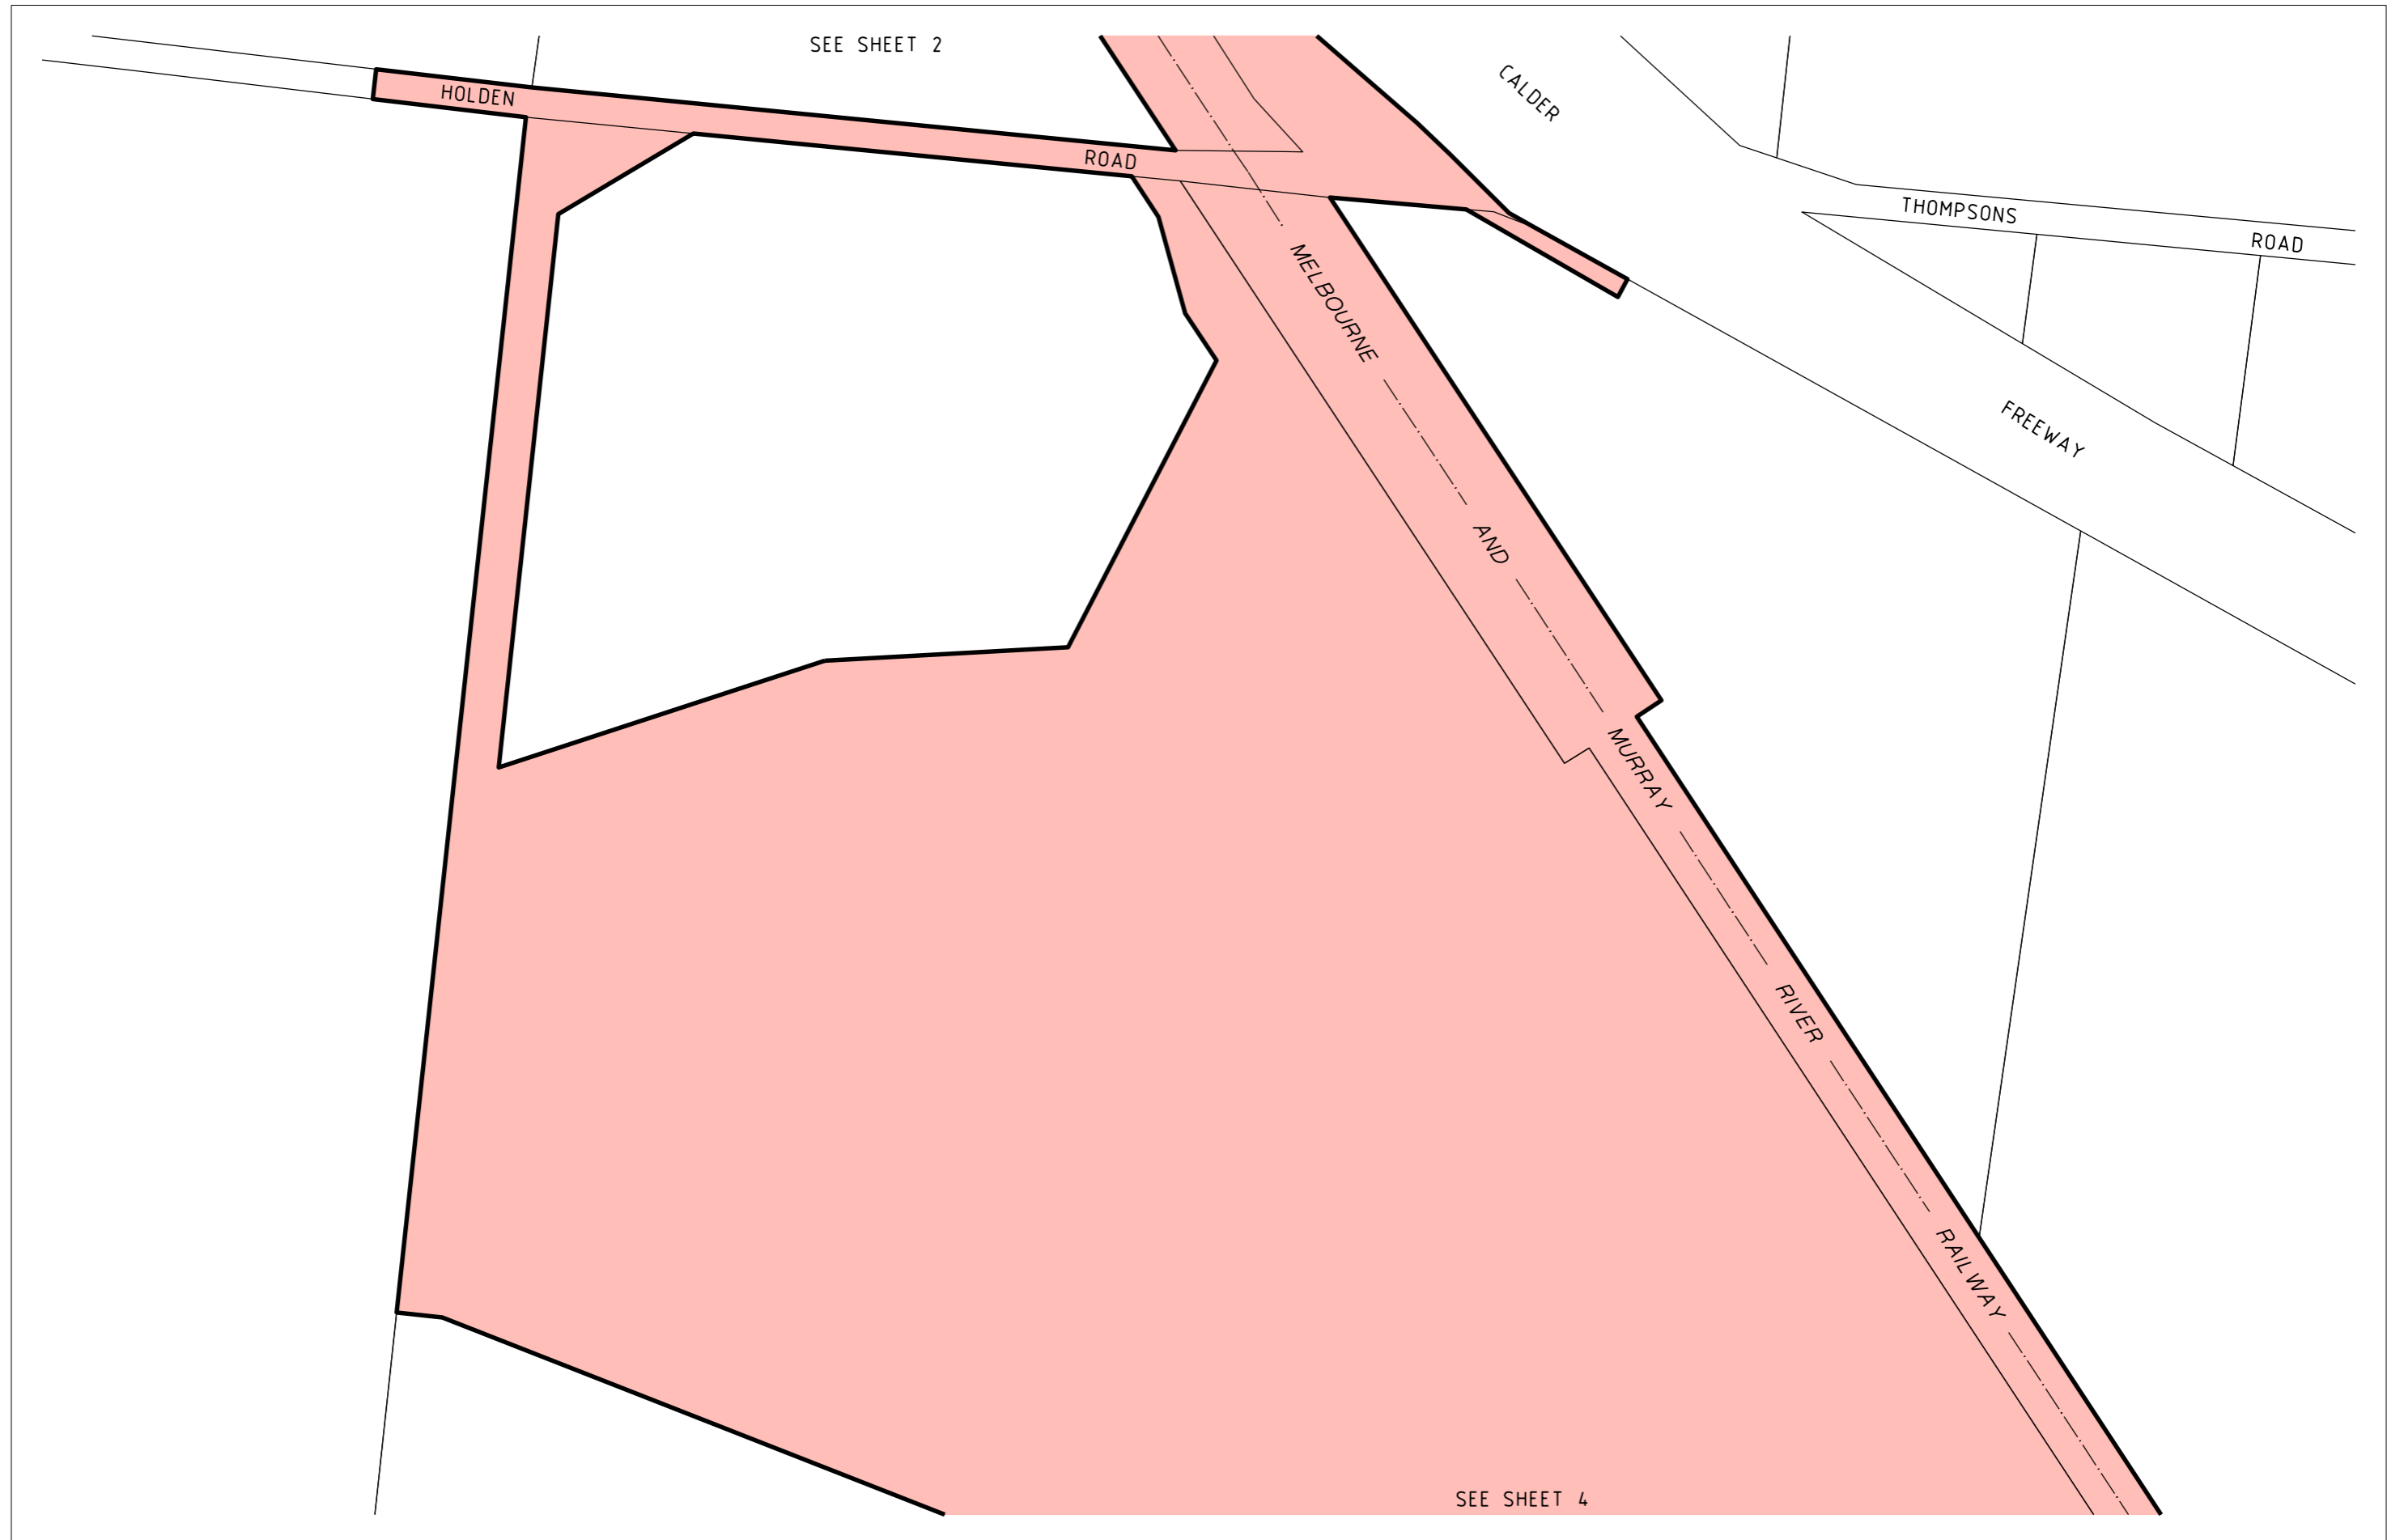 SEE SHEET 2
CALDER
HOLDEN
ROAD
THOMPSONS
ROAD
MELBOURNE
FREEWAY
AND
MURRAY
RIVER
RAILWAY
SEE SHEET 4